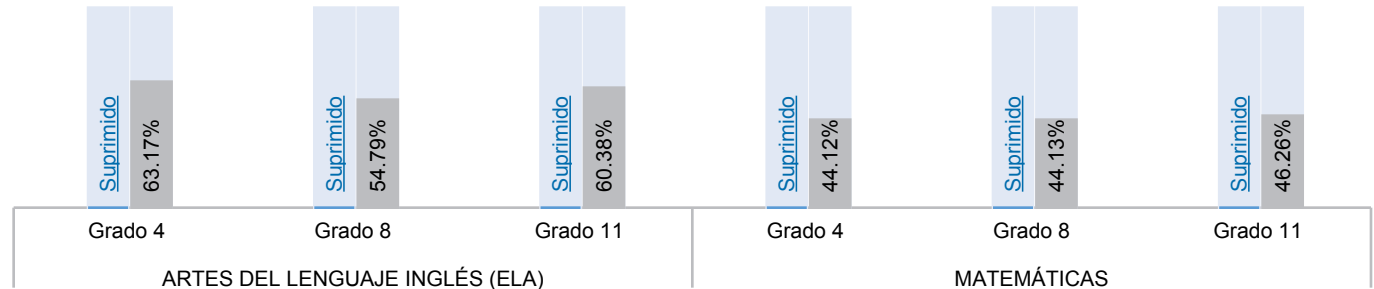 Suprimido
63.17%
Suprimido
54.79%
Suprimido
60.38%
Suprimido
44.12%
Suprimido
44.13%
Suprimido
46.26%
Grado 4
Grado 8
Grado 11
Grado 4
Grado 8
Grado 11
ARTES DEL LENGUAJE INGLÉS (ELA)
MATEMÁTICAS